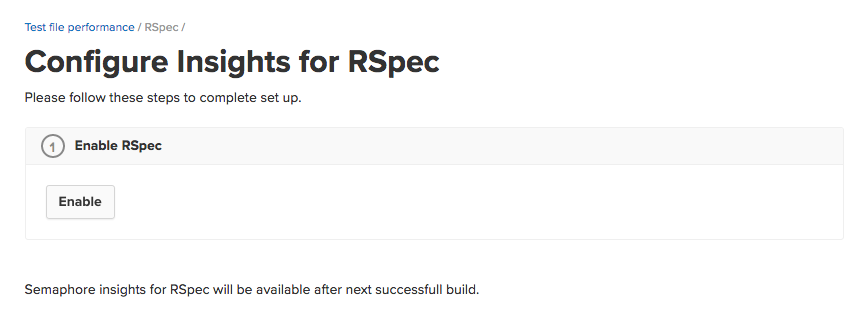 Test file performance / RSpec /
Configure Insights for RSpec
Please follow these steps to complete set up.
1 Enable RSpec
Enable
Semaphore insights for RSpec will be available after next successfull build.